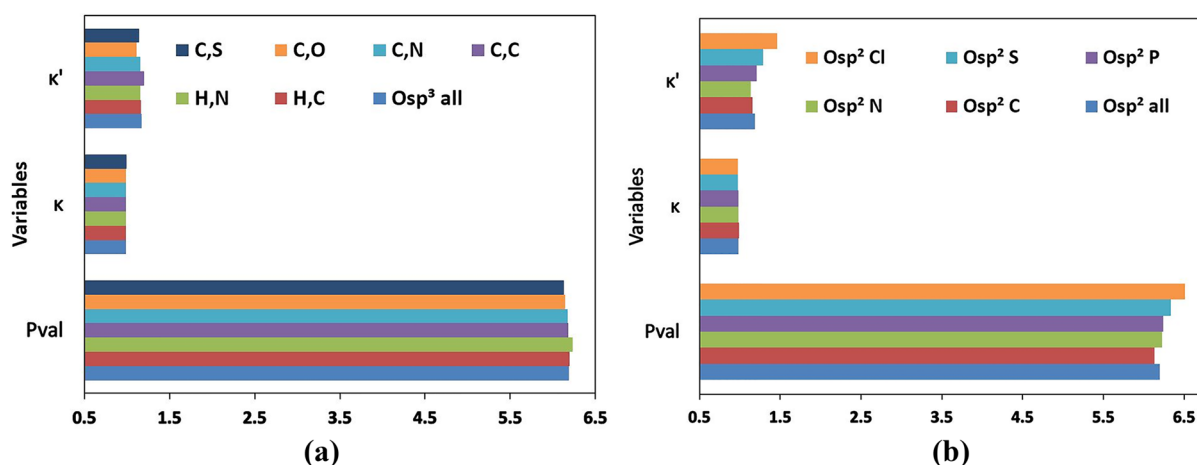 C,S C,O C,N C,C
H,N H,C Osp³ all
κ'
κ
Pval
Variables
0.5 1.5 2.5 3.5 4.5 5.5 6.5
(a)
Osp² Cl Osp² S Osp² P
Osp² N Osp² C Osp² all
κ'
κ
Pval
Variables
0.5 1.5 2.5 3.5 4.5 5.5 6.5
(b)